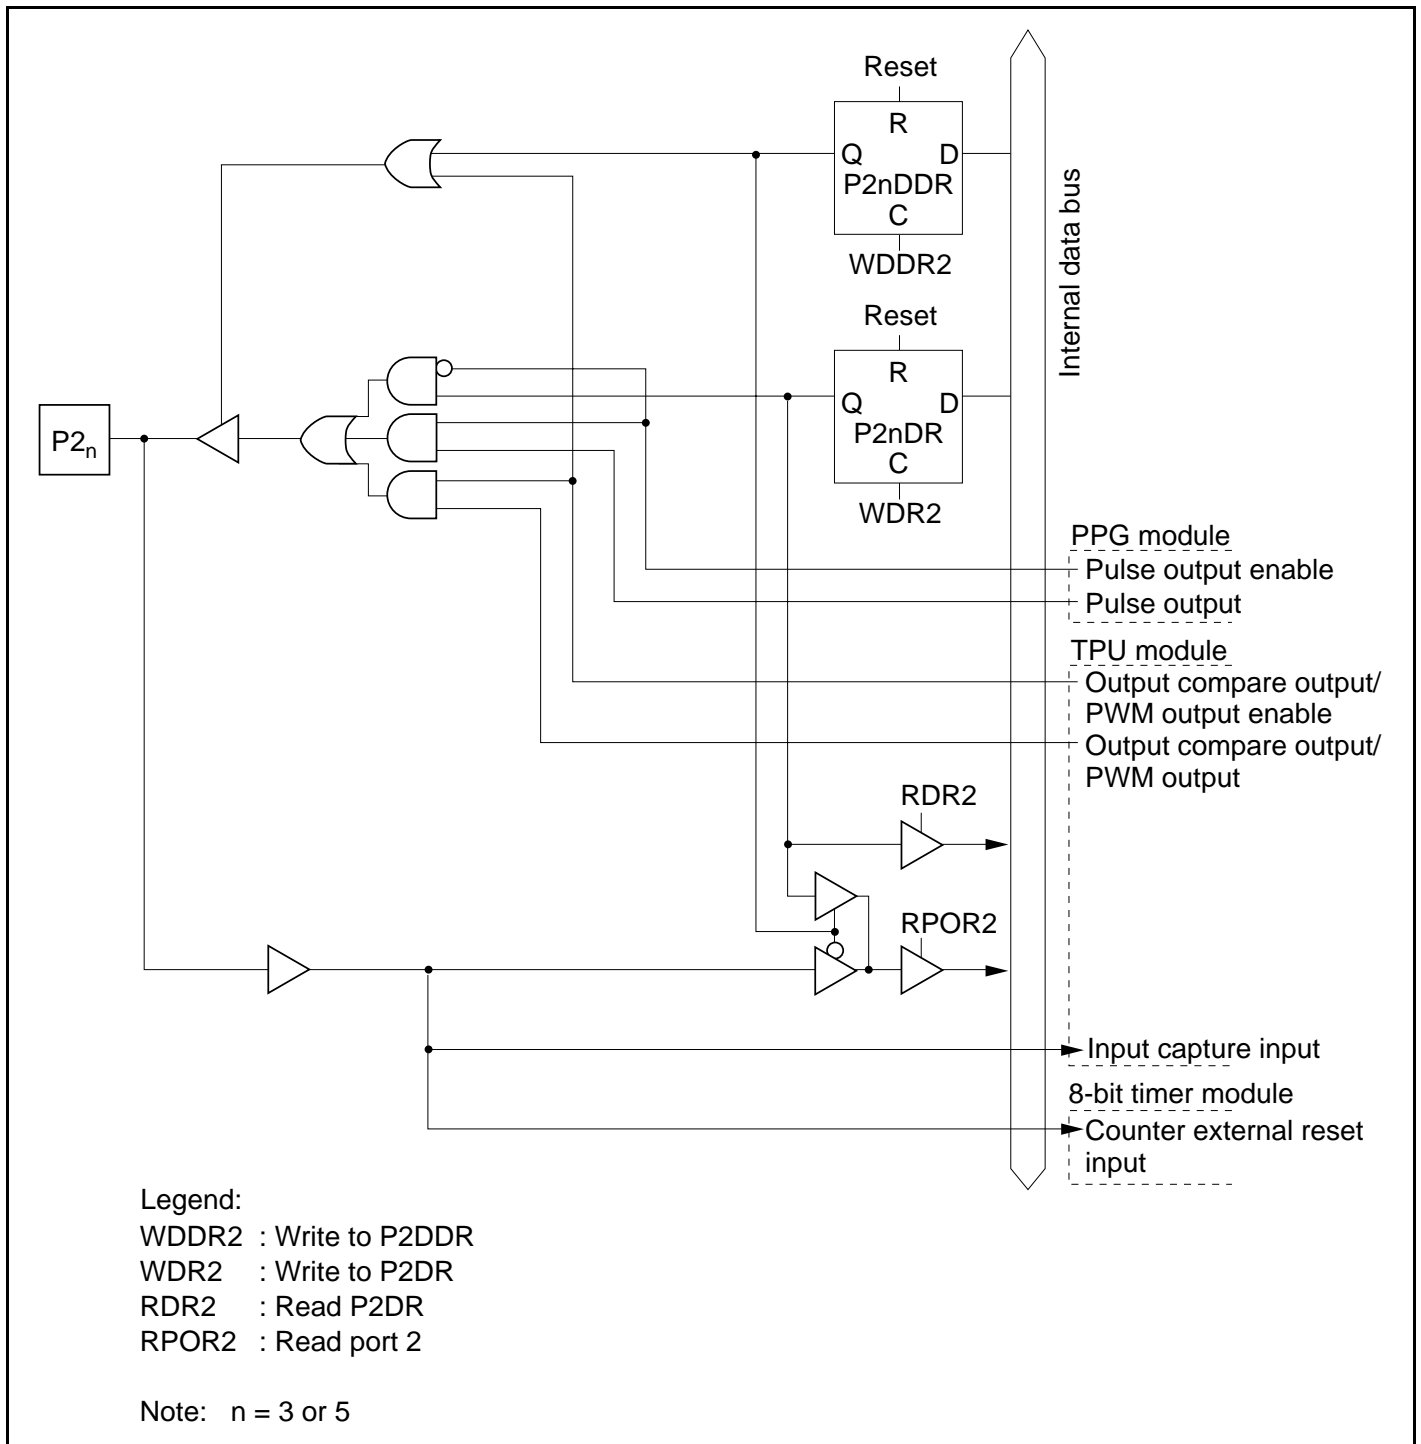 Reset
R
Q D
P2nDDR
C
WDDR2
Internal data bus
Reset
R
Q D
P2nDR
C
WDR2
P2n
PPG module
Pulse output enable
Pulse output
TPU module
Output compare output/
PWM output enable
Output compare output/
PWM output
RDR2
RPOR2
Input capture input
8-bit timer module
Counter external reset
input
Legend:
WDDR2 : Write to P2DDR
WDR2 : Write to P2DR
RDR2 : Read P2DR
RPOR2 : Read port 2
Note: n = 3 or 5